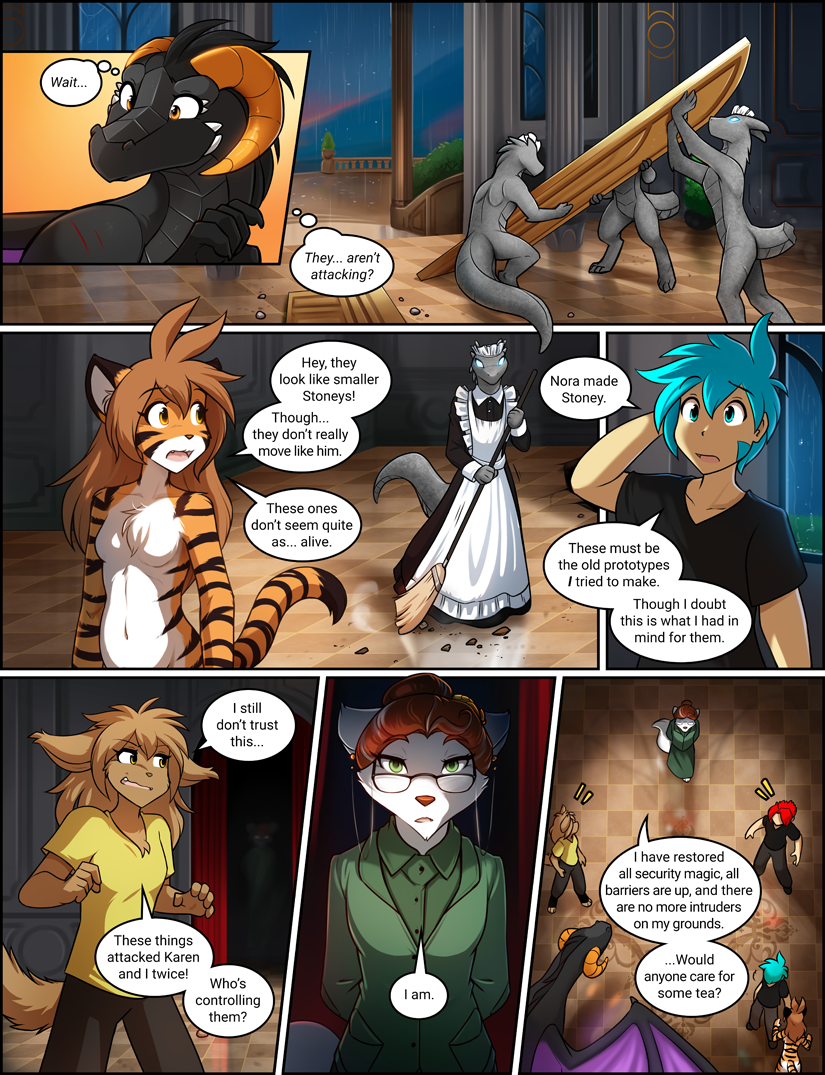 Wait...
They... aren't
attacking?
Hey, they
look like smaller
Stoneys!
Though...
they don't really
move like him.
These ones
don't seem quite
as... alive.
Nora made
Stoney.
These must be
the old prototypes
I tried to make.
Though I doubt
this is what I had in
mind for them.
I still
don't trust
this...
These things
attacked Karen
and I twice!
Who's
controlling
them?
I am.
I have restored
all security magic, all
barriers are up, and there
are no more intruders
on my grounds.
...Would
anyone care for
some tea?